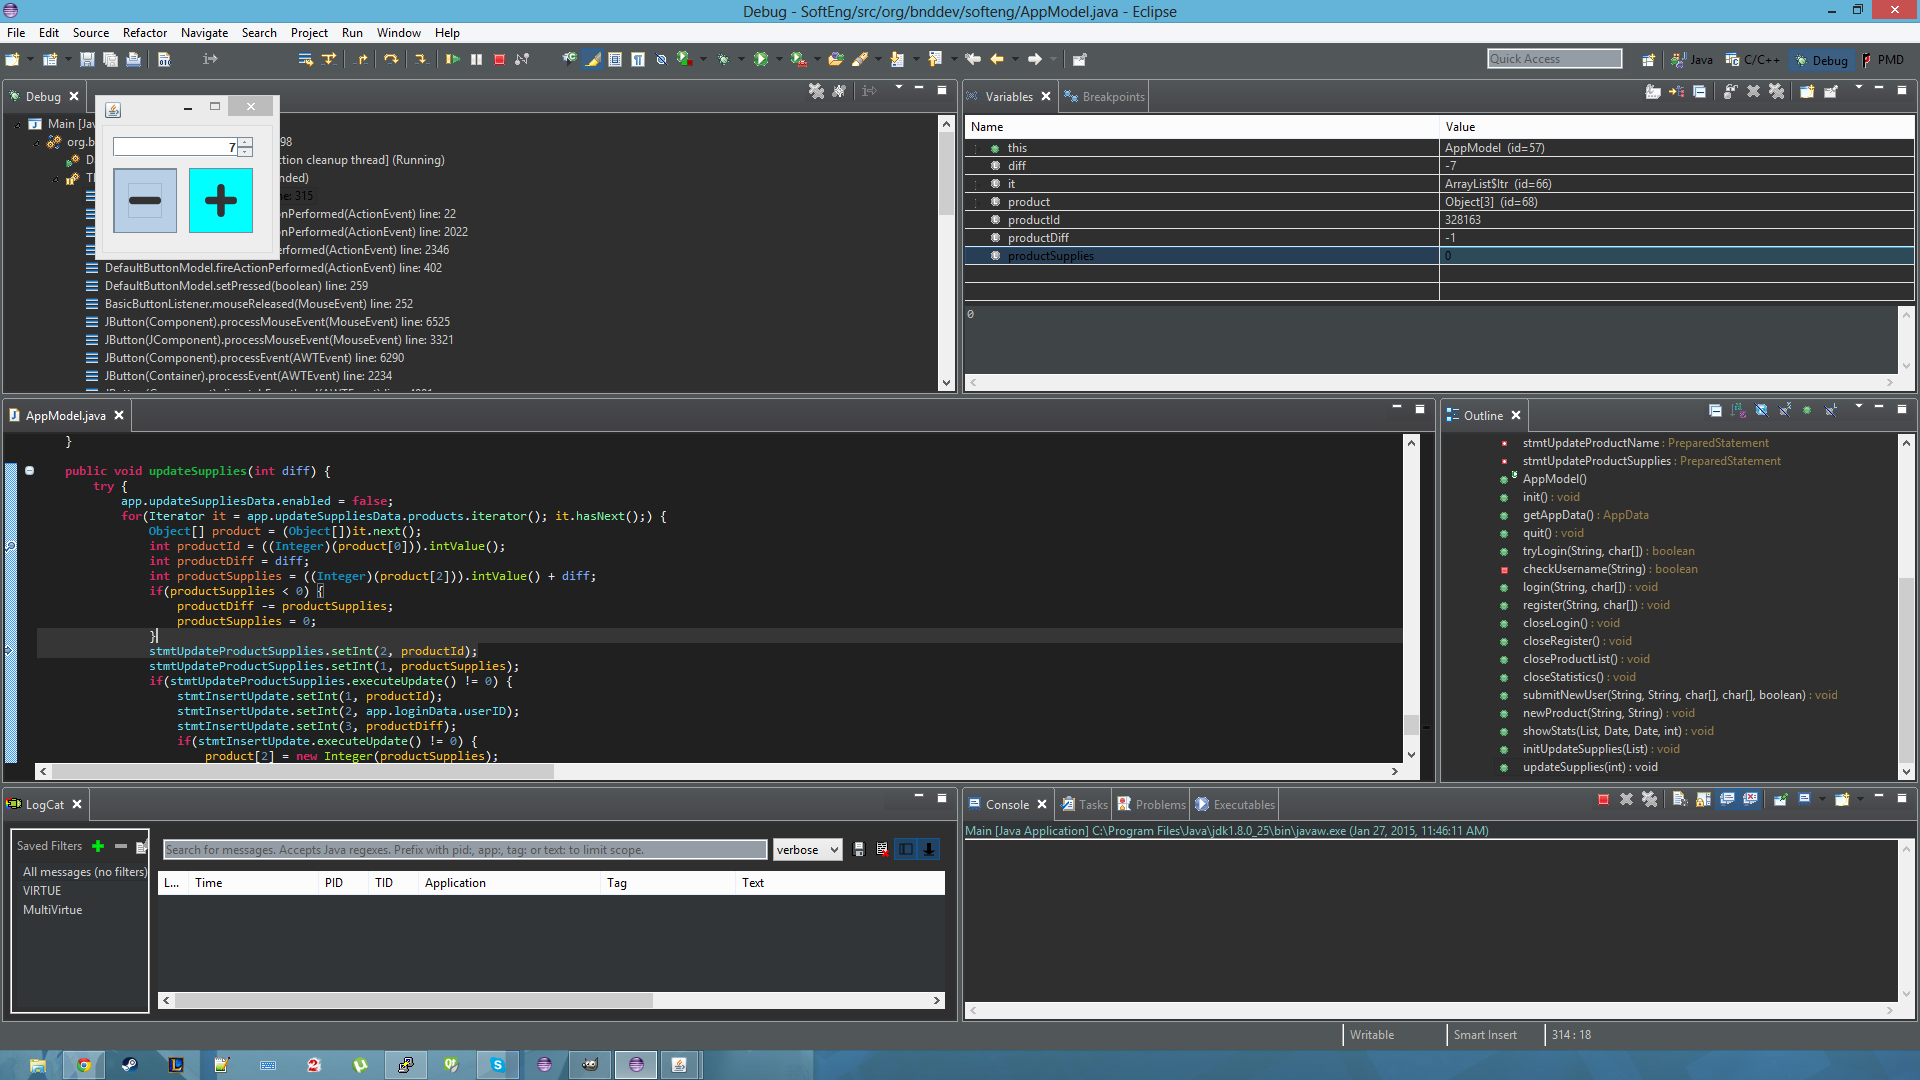 Debug - SoftEng/src/org/bnddev/softeng/AppModel.java - Eclipse
File Edit Source Refactor Navigate Search Project Run Window Help
Quick Access
Java C/C++ Debug PMD
Debug
Main [Jav
org.b 98
D ction cleanup thread] (Running)
Tl nded)
ne: 315
nPerformed(ActionEvent) line: 22
nPerformed(ActionEvent) line: 2022
erformed(ActionEvent) line: 2346
DefaultButtonModel.fireActionPerformed(ActionEvent) line: 402
DefaultButtonModel.setPressed(boolean) line: 259
BasicButtonListener.mouseReleased(MouseEvent) line: 252
JButton(Component).processMouseEvent(MouseEvent) line: 6525
JButton(JComponent).processMouseEvent(MouseEvent) line: 3321
JButton(Component).processEvent(AWTEvent) line: 6290
JButton(Container).processEvent(AWTEvent) line: 2234
7
Variables Breakpoints
Name Value
this AppModel (id=57)
diff -7
it ArrayList$Itr (id=66)
product Object[3] (id=68)
productId 328163
productDiff -1
productSupplies 0
0
AppModel.java
}
public void updateSupplies(int diff) {
try {
app.updateSuppliesData.enabled = false;
for(Iterator it = app.updateSuppliesData.products.iterator(); it.hasNext();) {
Object[] product = (Object[])it.next();
int productId = ((Integer)(product[0])).intValue();
int productDiff = diff;
int productSupplies = ((Integer)(product[2])).intValue() + diff;
if(productSupplies < 0) {
productDiff -= productSupplies;
productSupplies = 0;
}
stmtUpdateProductSupplies.setInt(2, productId);
stmtUpdateProductSupplies.setInt(1, productSupplies);
if(stmtUpdateProductSupplies.executeUpdate() != 0) {
stmtInsertUpdate.setInt(1, productId);
stmtInsertUpdate.setInt(2, app.loginData.userID);
stmtInsertUpdate.setInt(3, productDiff);
if(stmtInsertUpdate.executeUpdate() != 0) {
product[2] = new Integer(productSupplies);
Outline
stmtUpdateProductName : PreparedStatement
stmtUpdateProductSupplies : PreparedStatement
AppModel()
init() : void
getAppData() : AppData
quit() : void
tryLogin(String, char[]) : boolean
checkUsername(String) : boolean
login(String, char[]) : void
register(String, char[]) : void
closeLogin() : void
closeRegister() : void
closeProductList() : void
closeStatistics() : void
submitNewUser(String, String, char[], char[], boolean) : void
newProduct(String, String) : void
showStats(List, Date, Date, int) : void
initUpdateSupplies(List) : void
updateSupplies(int) : void
LogCat
Saved Filters
All messages (no filters)
VIRTUE
MultiVirtue
Search for messages. Accepts Java regexes. Prefix with pid:, app:, tag: or text: to limit scope.
verbose
L... Time PID TID Application Tag Text
Console Tasks Problems Executables
Main [Java Application] C:\Program Files\Java\jdk1.8.0_25\bin\javaw.exe (Jan 27, 2015, 11:46:11 AM)
Writable Smart Insert 314 : 18